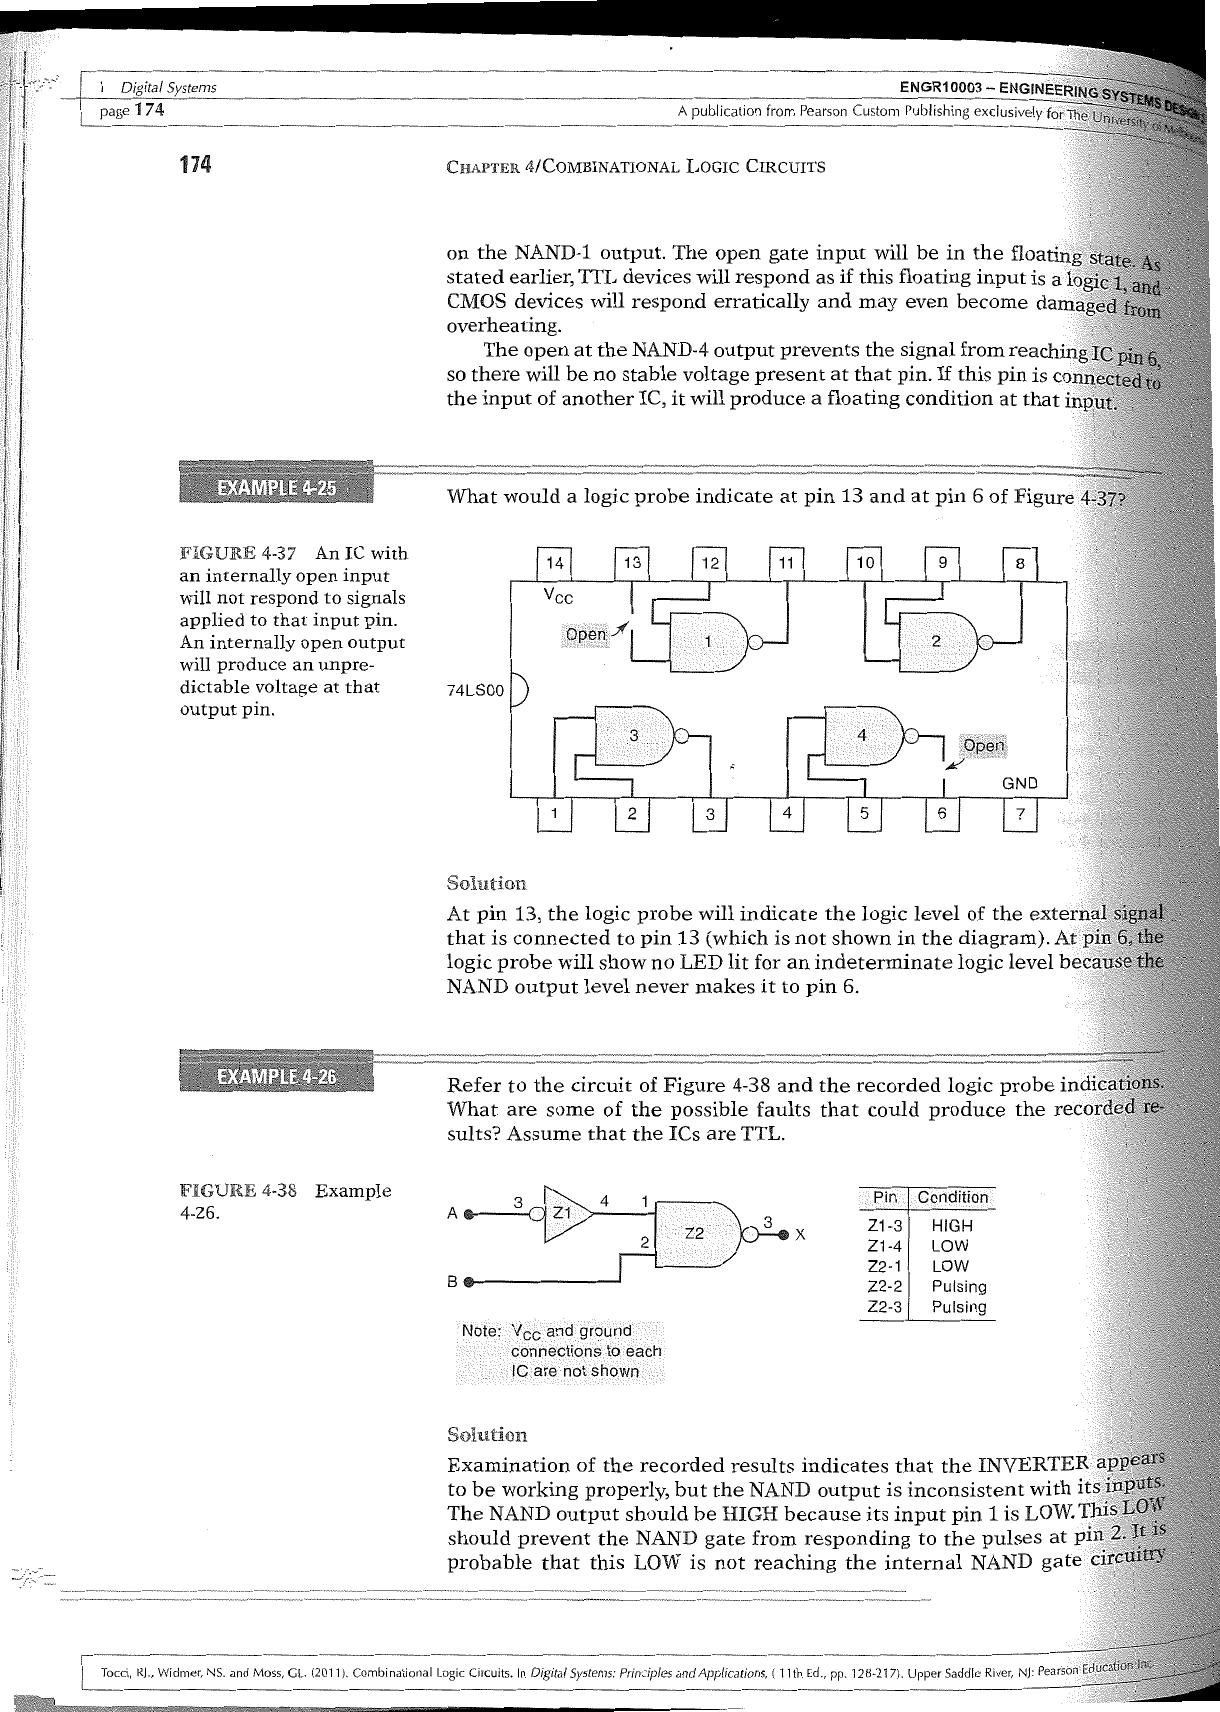 1 Digital Systems
ENGR10003 – ENGINEERING SYSTEMS
page 174
A publication from Pearson Custom Publishing exclusively for The University of
174
CHAPTER 4/COMBINATIONAL LOGIC CIRCUITS
on the NAND-1 output. The open gate input will be in the floating state. As
stated earlier, TTL devices will respond as if this floating input is a logic 1, and
CMOS devices will respond erratically and may even become damaged from
overheating.
The open at the NAND-4 output prevents the signal from reaching IC pin 6,
so there will be no stable voltage present at that pin. If this pin is connected to
the input of another IC, it will produce a floating condition at that input.
EXAMPLE 4-25
What would a logic probe indicate at pin 13 and at pin 6 of Figure 4-37?
FIGURE 4-37 An IC with
an internally open input
will not respond to signals
applied to that input pin.
An internally open output
will produce an unpre-
dictable voltage at that
output pin.
14 13 12 11 10 9 8
VCC
Open
1 2
74LS00
3 4
Open
GND
1 2 3 4 5 6 7
Solution
At pin 13, the logic probe will indicate the logic level of the external signal
that is connected to pin 13 (which is not shown in the diagram). At pin 6, the
logic probe will show no LED lit for an indeterminate logic level because the
NAND output level never makes it to pin 6.
EXAMPLE 4-26
Refer to the circuit of Figure 4-38 and the recorded logic probe indications.
What are some of the possible faults that could produce the recorded re-
sults? Assume that the ICs are TTL.
FIGURE 4-38 Example
4-26.
A 3 Z1 4 1
2 Z2 3 X
B
Note: VCC and ground
connections to each
IC are not shown
Pin Condition
Z1-3 HIGH
Z1-4 LOW
Z2-1 LOW
Z2-2 Pulsing
Z2-3 Pulsing
Solution
Examination of the recorded results indicates that the INVERTER appears
to be working properly, but the NAND output is inconsistent with its inputs.
The NAND output should be HIGH because its input pin 1 is LOW. This LOW
should prevent the NAND gate from responding to the pulses at pin 2. It is
probable that this LOW is not reaching the internal NAND gate circuitry
Tocci, RJ., Widmer, NS. and Moss, GL. (2011). Combinational Logic Circuits. In Digital Systems: Principles and Applications, ( 11th Ed., pp. 128-217). Upper Saddle River, NJ: Pearson Education Inc.